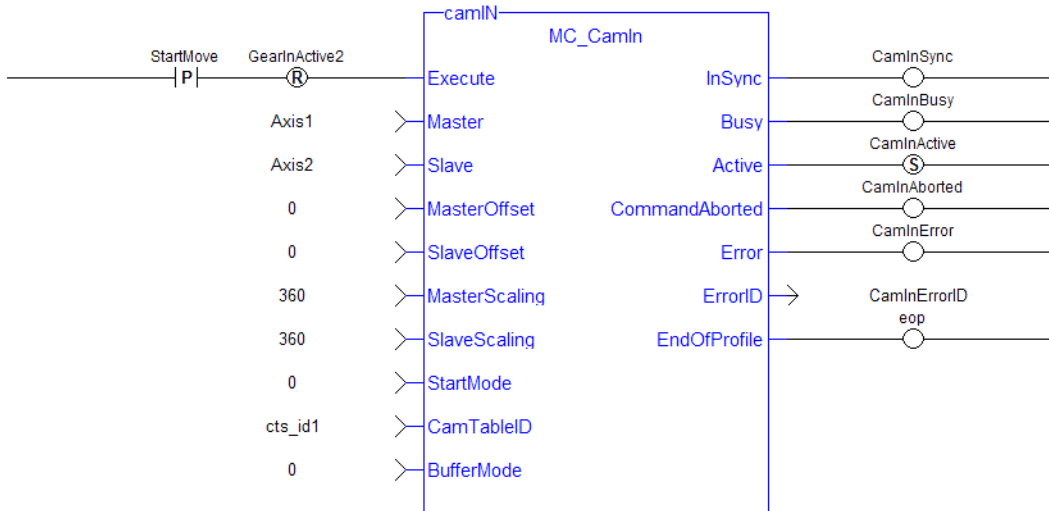 camIN
MC_CamIn
StartMove GearInActive2 CamInSync
P R Execute InSync
CamInBusy
Axis1 Master Busy
CamInActive
Axis2 Slave Active S
CamInAborted
0 MasterOffset CommandAborted
CamInError
0 SlaveOffset Error
360 MasterScaling ErrorID CamInErrorID
eop
360 SlaveScaling EndOfProfile
0 StartMode
cts_id1 CamTableID
0 BufferMode